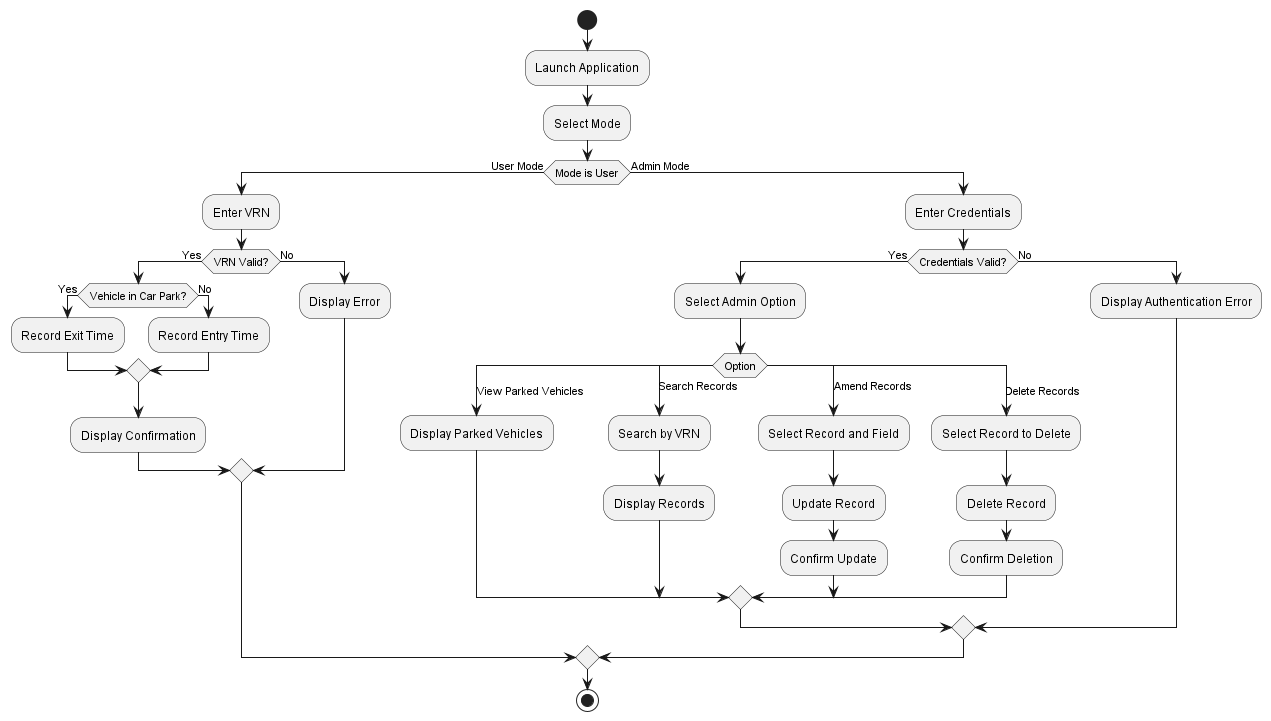 Launch Application
Select Mode
User Mode
Mode is User
Admin Mode
Enter VRN
Enter Credentials
Yes
VRN Valid?
No
Yes
Credentials Valid?
No
Yes
Vehicle in Car Park?
No
Display Error
Select Admin Option
Display Authentication Error
Record Exit Time
Record Entry Time
Option
View Parked Vehicles
Search Records
Amend Records
Delete Records
Display Confirmation
Display Parked Vehicles
Search by VRN
Select Record and Field
Select Record to Delete
Display Records
Update Record
Delete Record
Confirm Update
Confirm Deletion